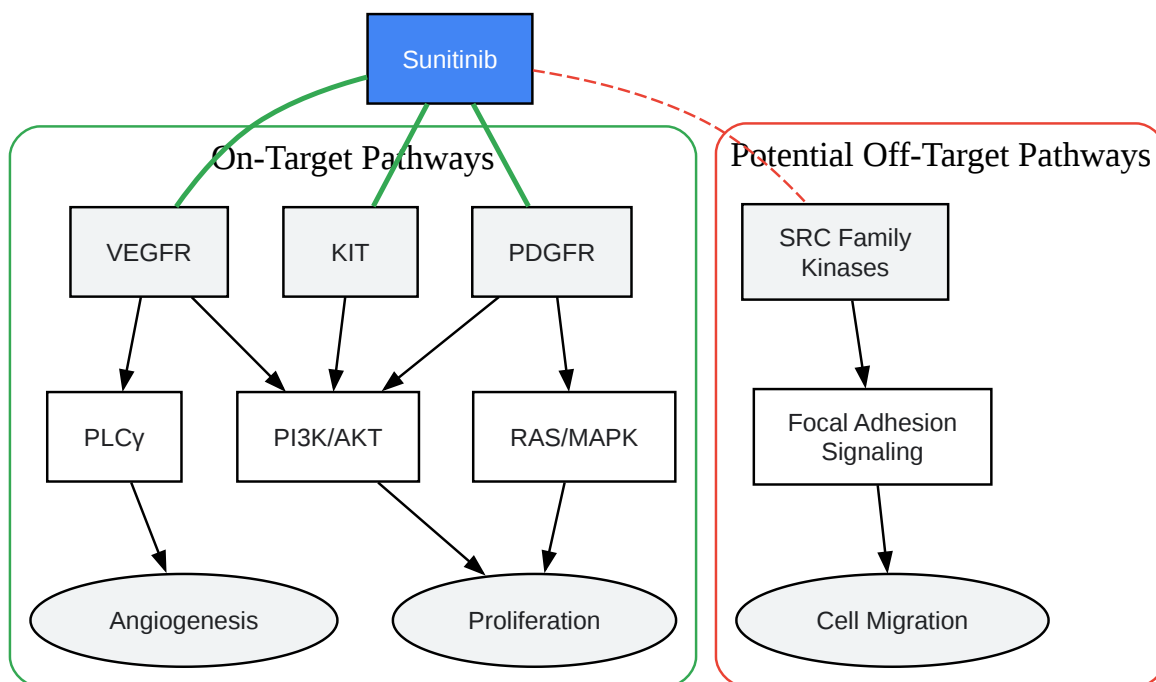 Sunitinib
On-Target Pathways
Potential Off-Target Pathways
VEGFR
KIT
PDGFR
SRC Family
Kinases
PLCγ
PI3K/AKT
RAS/MAPK
Focal Adhesion
Signaling
Angiogenesis
Proliferation
Cell Migration